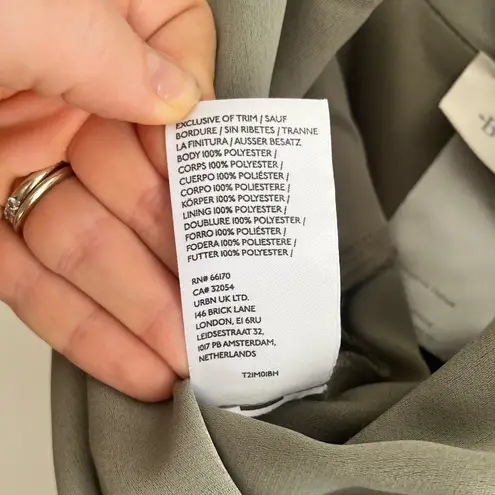 EXCLUSIVE OF TRIM / SAUF
BORDURE / SIN RIBETES / TRANNE
LA FINITURA / AUSSER BESATZ
BODY 100% POLYESTER /
CORPS 100% POLYESTER /
CUERPO 100% POLIÉSTER /
CORPO 100% POLIESTERE /
KÖRPER 100% POLYESTER /
LINING 100% POLYESTER /
DOUBLURE 100% POLYESTER /
FORRO 100% POLIÉSTER /
FODERA 100% POLIESTERE /
FUTTER 100% POLYESTER /
RN# 66170
CA# 32054
URBN UK LTD.
146 BRICK LANE
LONDON, E1 6RU
LEIDSESTRAAT 32,
1017 PB AMSTERDAM,
NETHERLANDS
T21M01BH